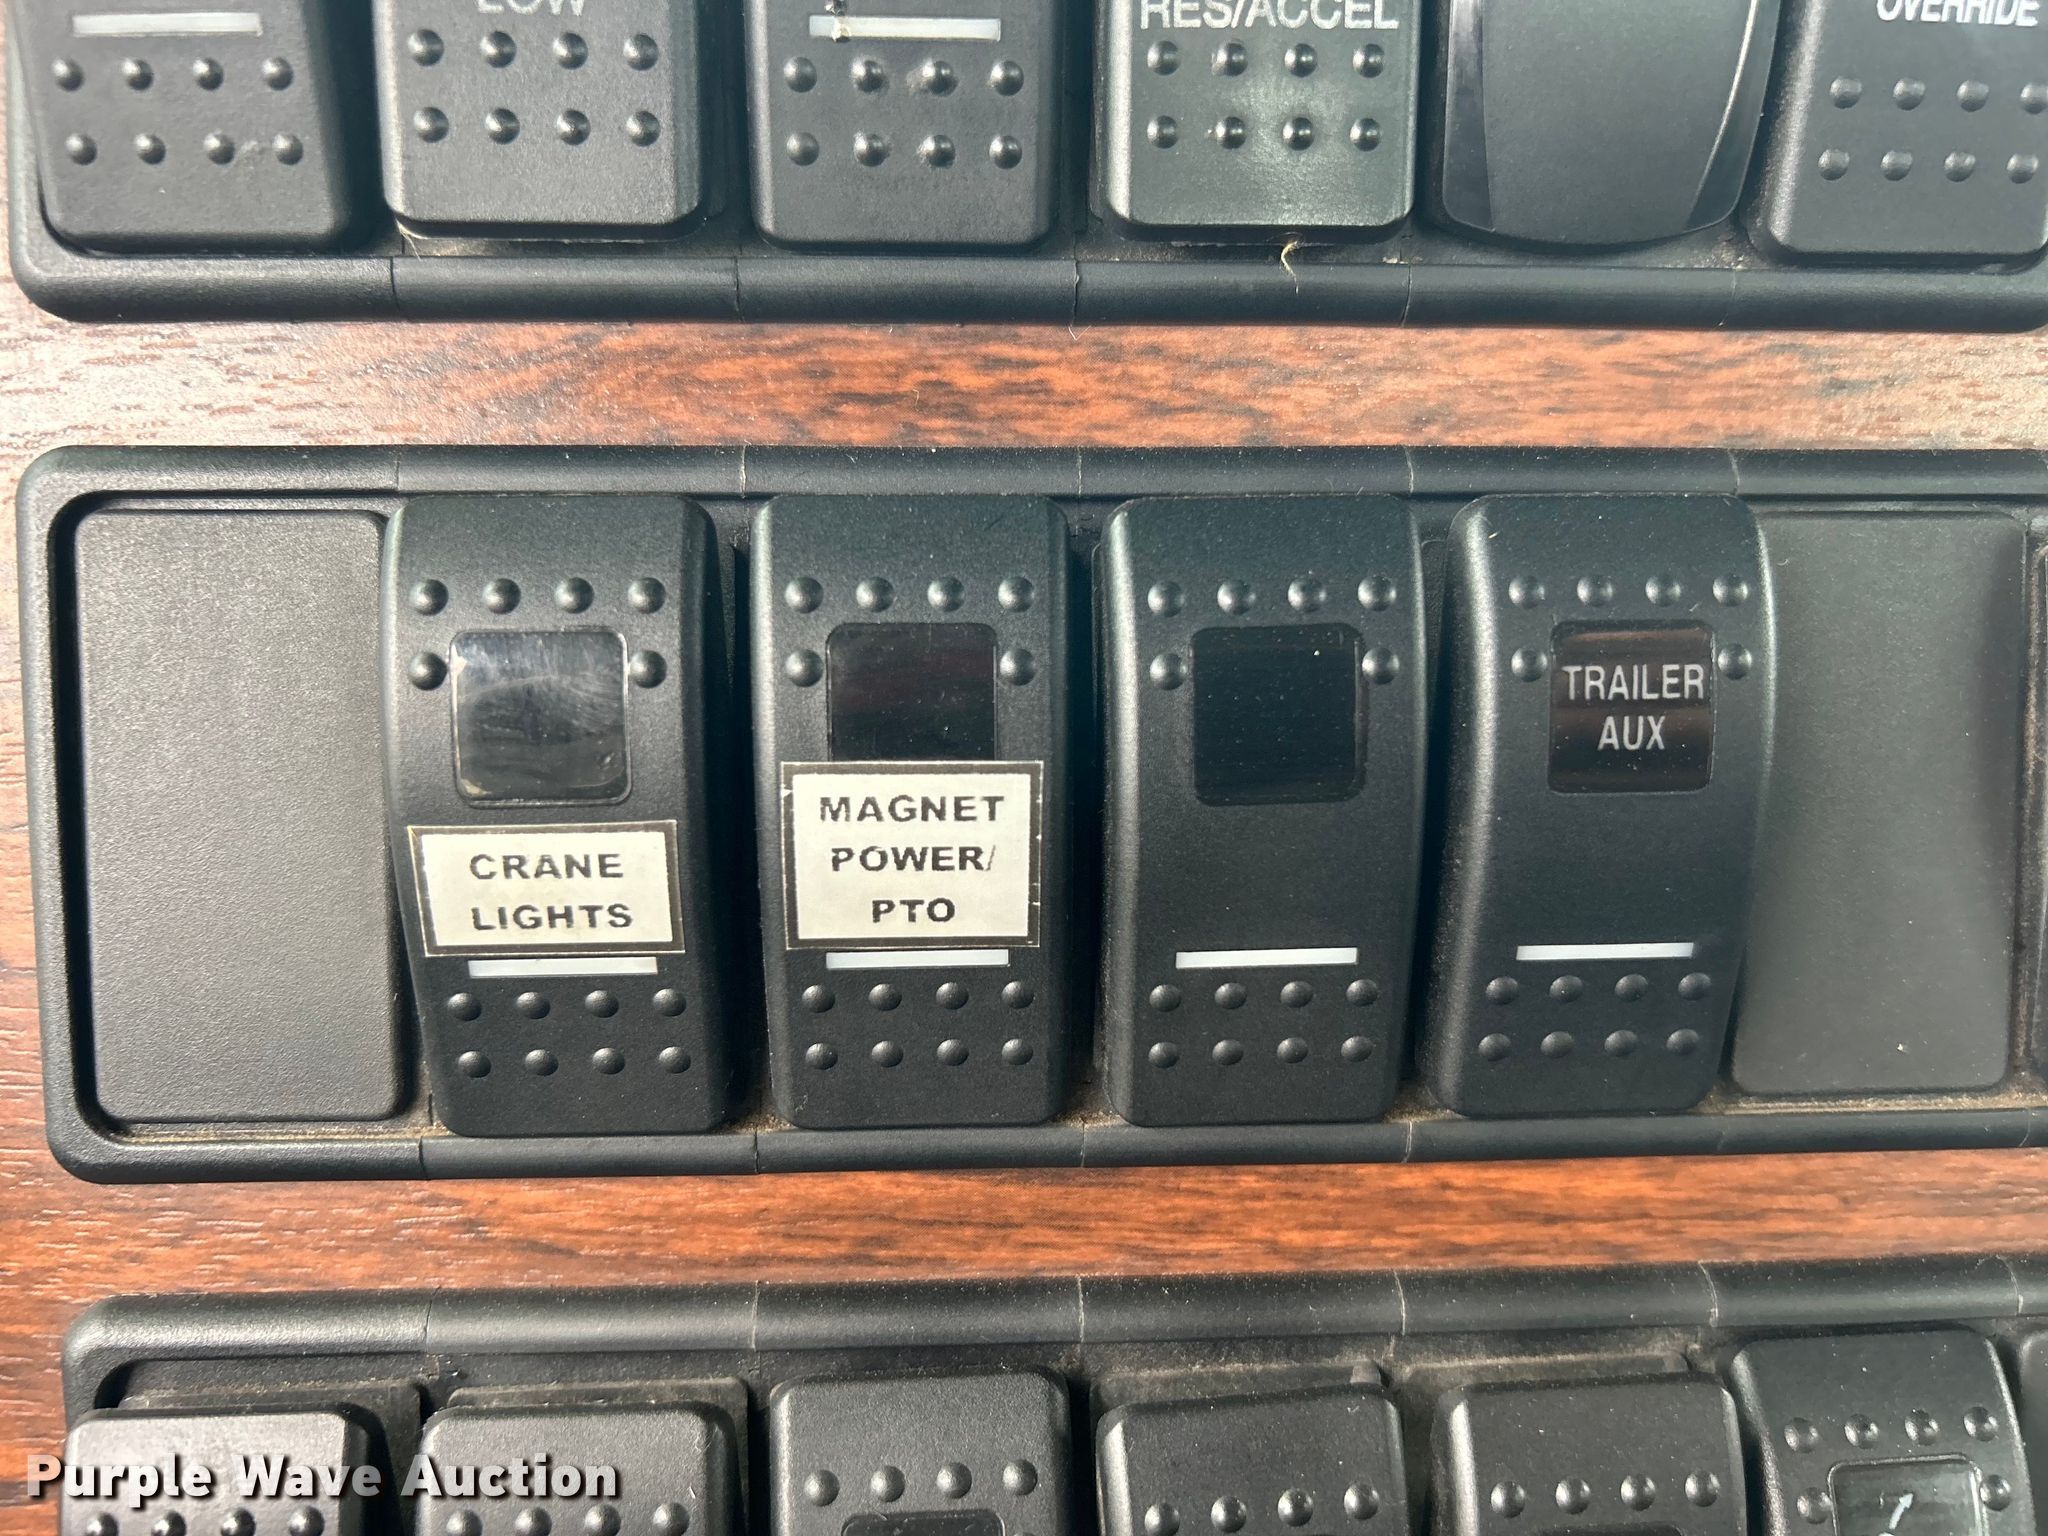 LOW
RES/ACCEL
OVERRIDE
CRANE
LIGHTS
MAGNET
POWER/
PTO
TRAILER
AUX
Purple Wave Auction